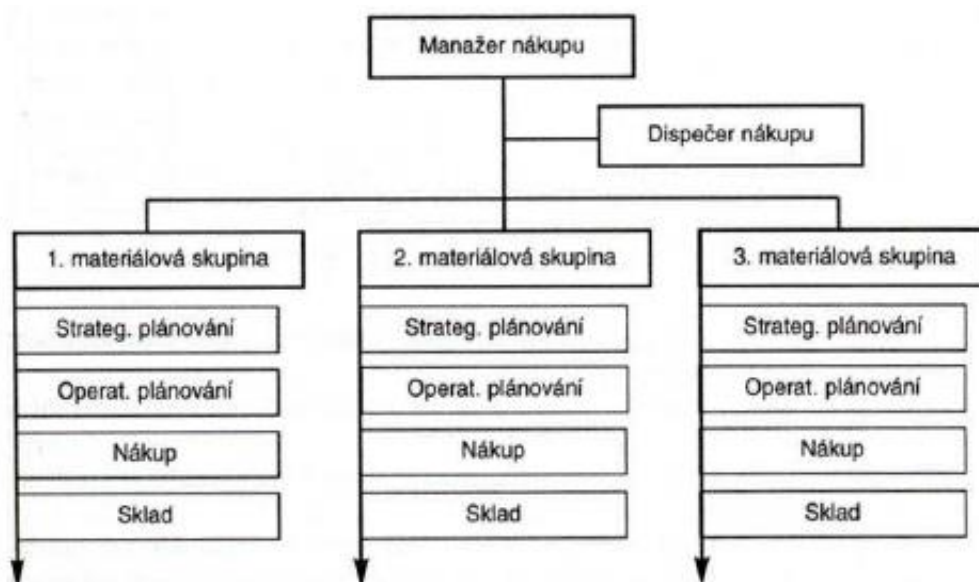 Manažer nákupu
Dispečer nákupu
1. materiálová skupina
2. materiálová skupina
3. materiálová skupina
Strateg. plánování
Strateg. plánování
Strateg. plánování
Operat. plánování
Operat. plánování
Operat. plánování
Nákup
Nákup
Nákup
Sklad
Sklad
Sklad